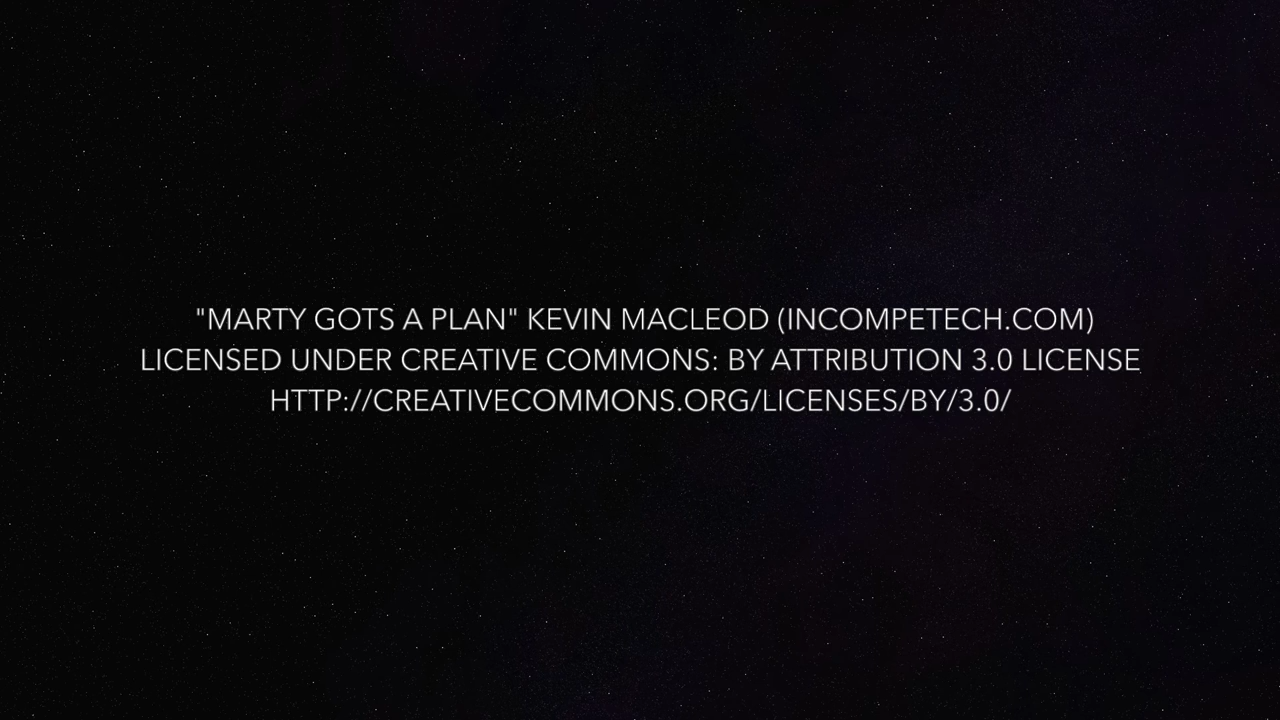 "MARTY GOTS A PLAN" KEVIN MACLEOD (INCOMPETECH.COM)
LICENSED UNDER CREATIVE COMMONS: BY ATTRIBUTION 3.0 LICENSE
HTTP://CREATIVECOMMONS.ORG/LICENSES/BY/3.0/